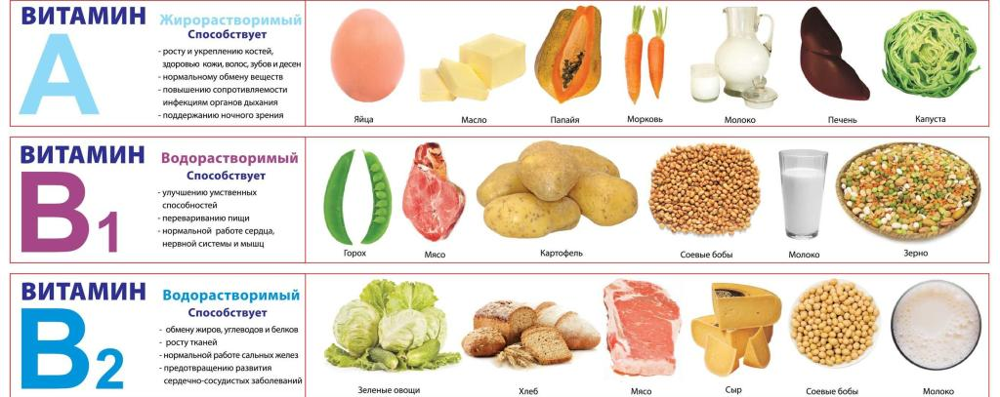 ВИТАМИН
A
Жирорастворимый
Способствует
- росту и укреплению костей,
здоровью кожи, волос, зубов и десен
- нормальному обмену веществ
- повышению сопротивляемости
инфекциям органов дыхания
- поддержанию ночного зрения
Яйца Масло Папайя Морковь Молоко Печень Капуста
ВИТАМИН
B1
Водорастворимый
Способствует
- улучшению умственных
способностей
- перевариванию пищи
- нормальной работе сердца,
нервной системы и мышц
Горох Мясо Картофель Соевые бобы Молоко Зерно
ВИТАМИН
B2
Водорастворимый
Способствует
- обмену жиров, углеводов и белков
- росту тканей
- нормальной работе сальных желез
- предотвращению развития
сердечно-сосудистых заболеваний
Зеленые овощи Хлеб Мясо Сыр Соевые бобы Молоко